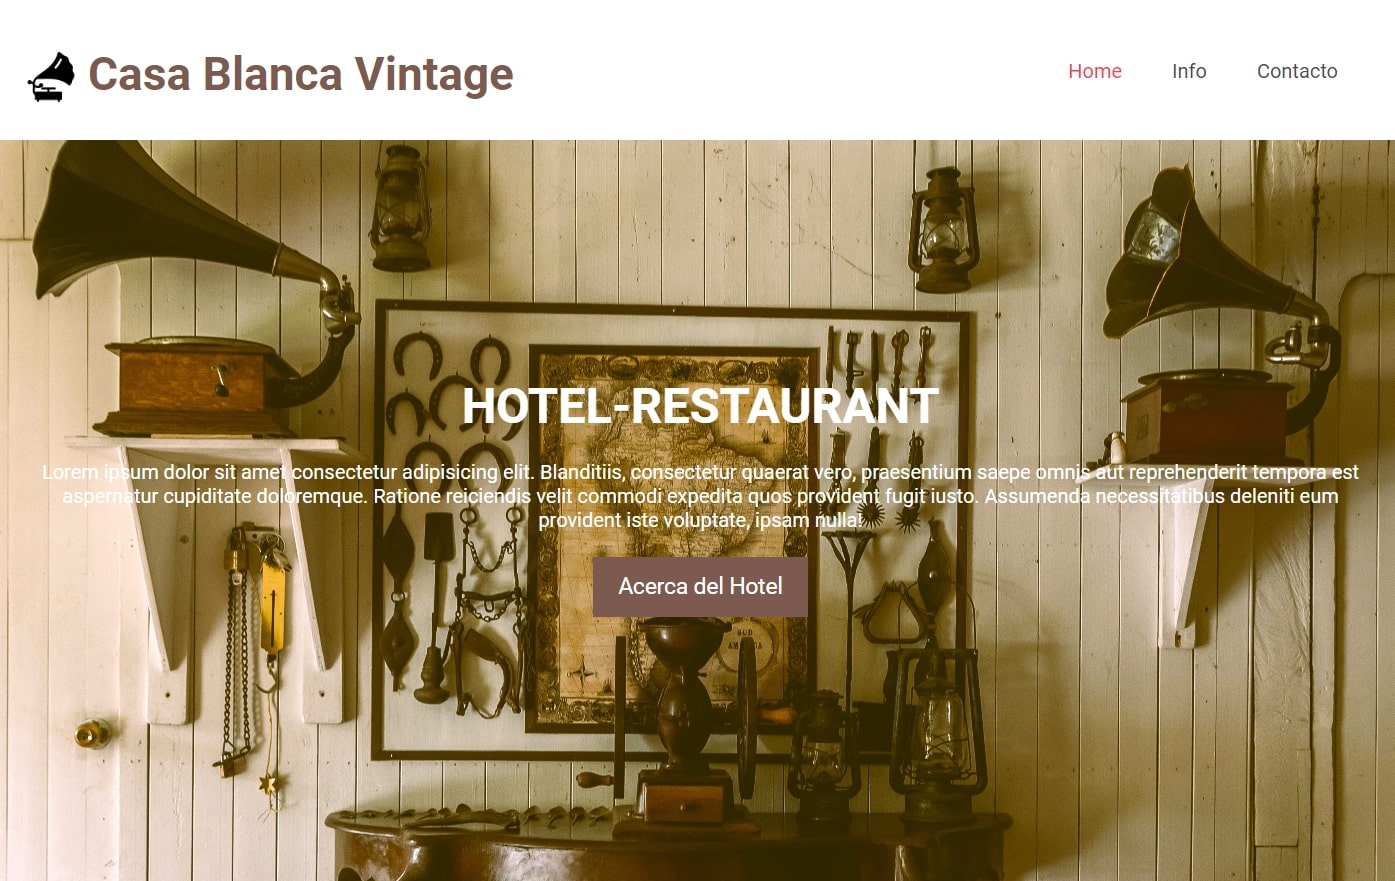 Casa Blanca Vintage
Home Info Contacto
HOTEL-RESTAURANT
Lorem ipsum dolor sit amet consectetur adipisicing elit. Blanditiis, consectetur quaerat vero, praesentium saepe omnis aut reprehenderit tempora est
aspernatur cupiditate doloremque. Ratione reiciendis velit commodi expedita quos provident fugit iusto. Assumenda necessitatibus deleniti eum
provident iste voluptate, ipsam nulla!
Acerca del Hotel
SUD